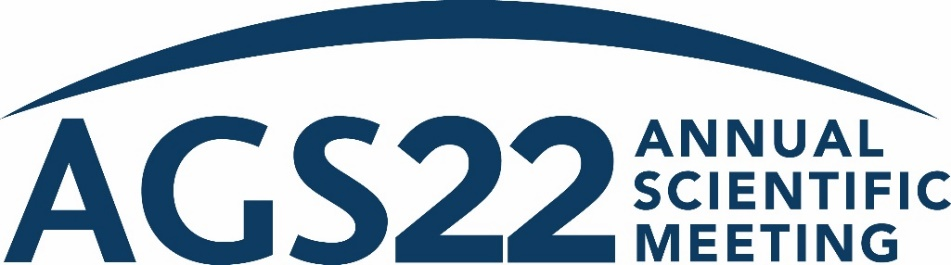 AGS22
ANNUAL
SCIENTIFIC
MEETING